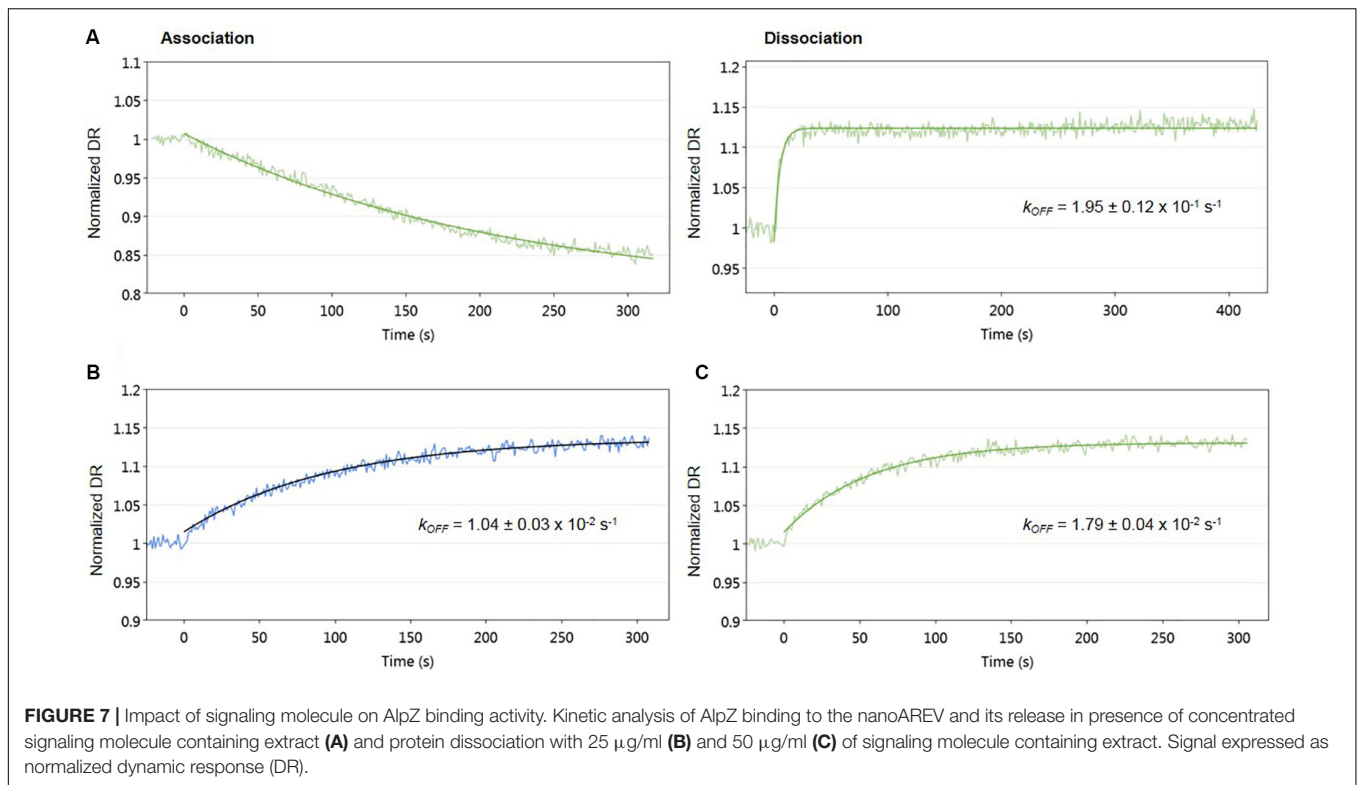 A
Association
Dissociation
1.1
1.05
1
0.95
0.9
0.85
0.8
Normalized DR
0 50 100 150 200 250 300
Time (s)
1.2
1.15
1.1
1.05
1
0.95
Normalized DR
kOFF = 1.95 ± 0.12 x 10-1 s-1
0 100 200 300 400
Time (s)
B
1.2
1.15
1.1
1.05
1
0.95
0.9
Normalized DR
kOFF = 1.04 ± 0.03 x 10-2 s-1
0 50 100 150 200 250 300
Time (s)
C
1.2
1.15
1.1
1.05
1
0.95
0.9
Normalized DR
kOFF = 1.79 ± 0.04 x 10-2 s-1
0 50 100 150 200 250 300
Time (s)
FIGURE 7 | Impact of signaling molecule on AlpZ binding activity. Kinetic analysis of AlpZ binding to the nanoAREV and its release in presence of concentrated
signaling molecule containing extract (A) and protein dissociation with 25 μg/ml (B) and 50 μg/ml (C) of signaling molecule containing extract. Signal expressed as
normalized dynamic response (DR).